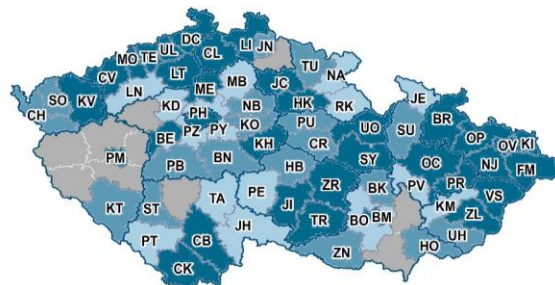 DC
LI
JN
UL
TE
MO
CL
TU
CV
LT
NA
LN
ME
MB
JC
SO
KV
KD
HK
RK
JE
CH
PH
NB
BR
BE
PZ
PY
KO
PU
UO
SU
OP
OV
KI
PM
KH
CR
SY
OC
NJ
FM
PB
BN
HB
PR
KT
ST
TA
PE
ZR
BK
PV
VS
JI
BO
BM
KM
ZL
PT
CB
JH
TR
UH
CK
ZN
HO